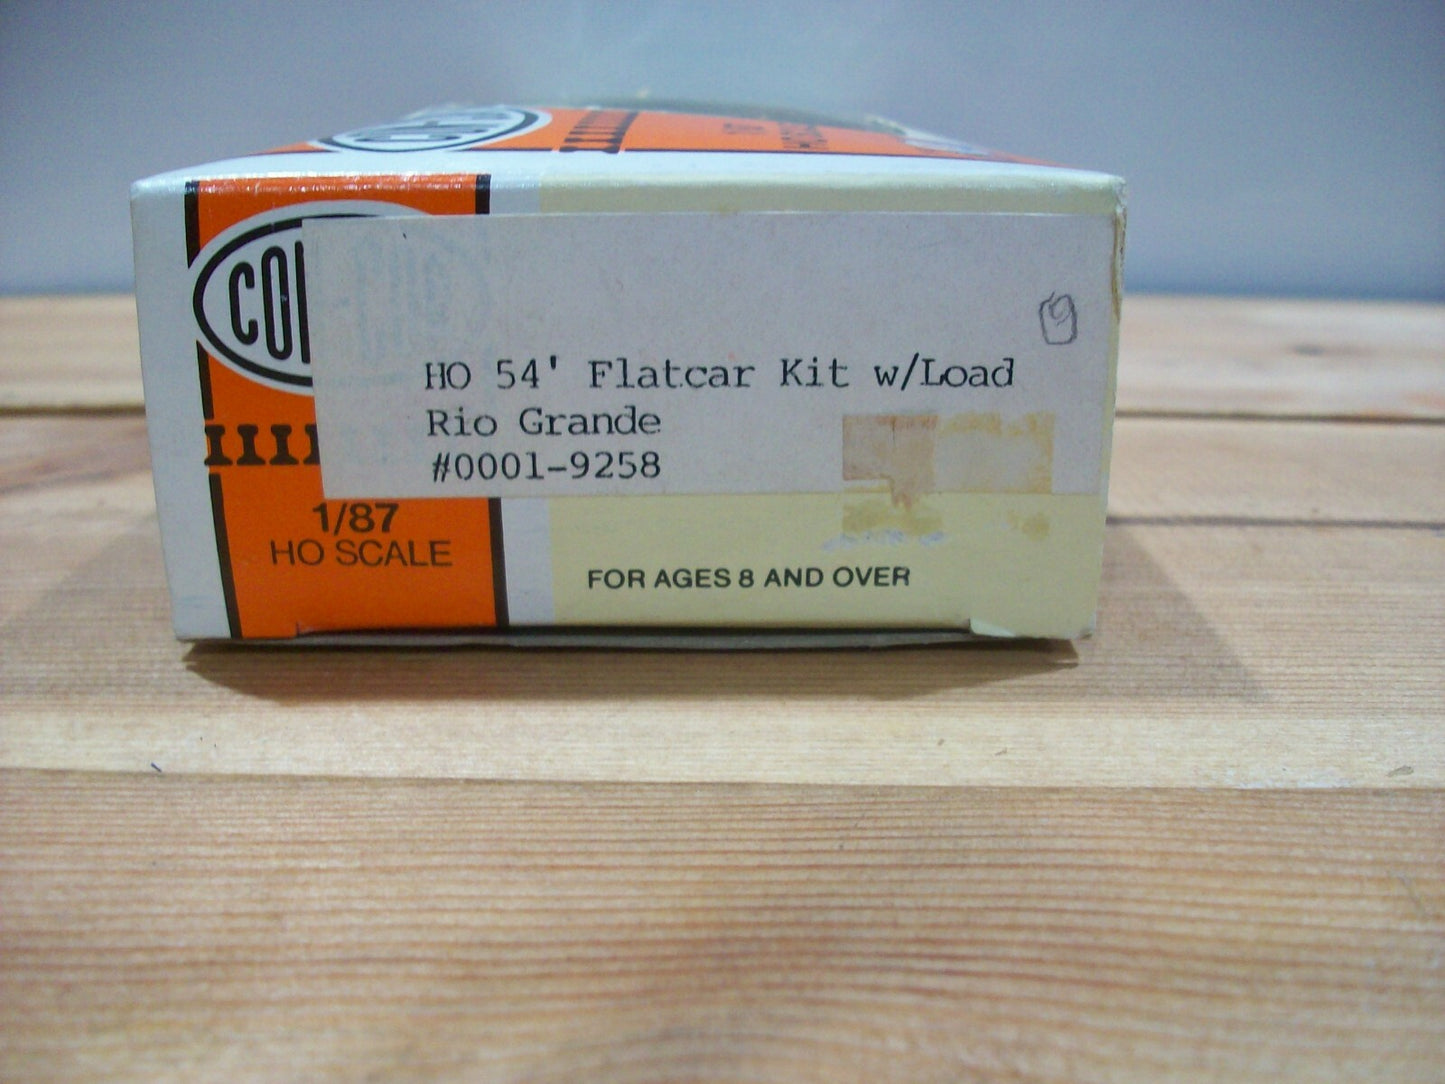 HO 54' Flatcar Kit w/Load
Rio Grande
#0001-9258
1/87
HO SCALE
FOR AGES 8 AND OVER